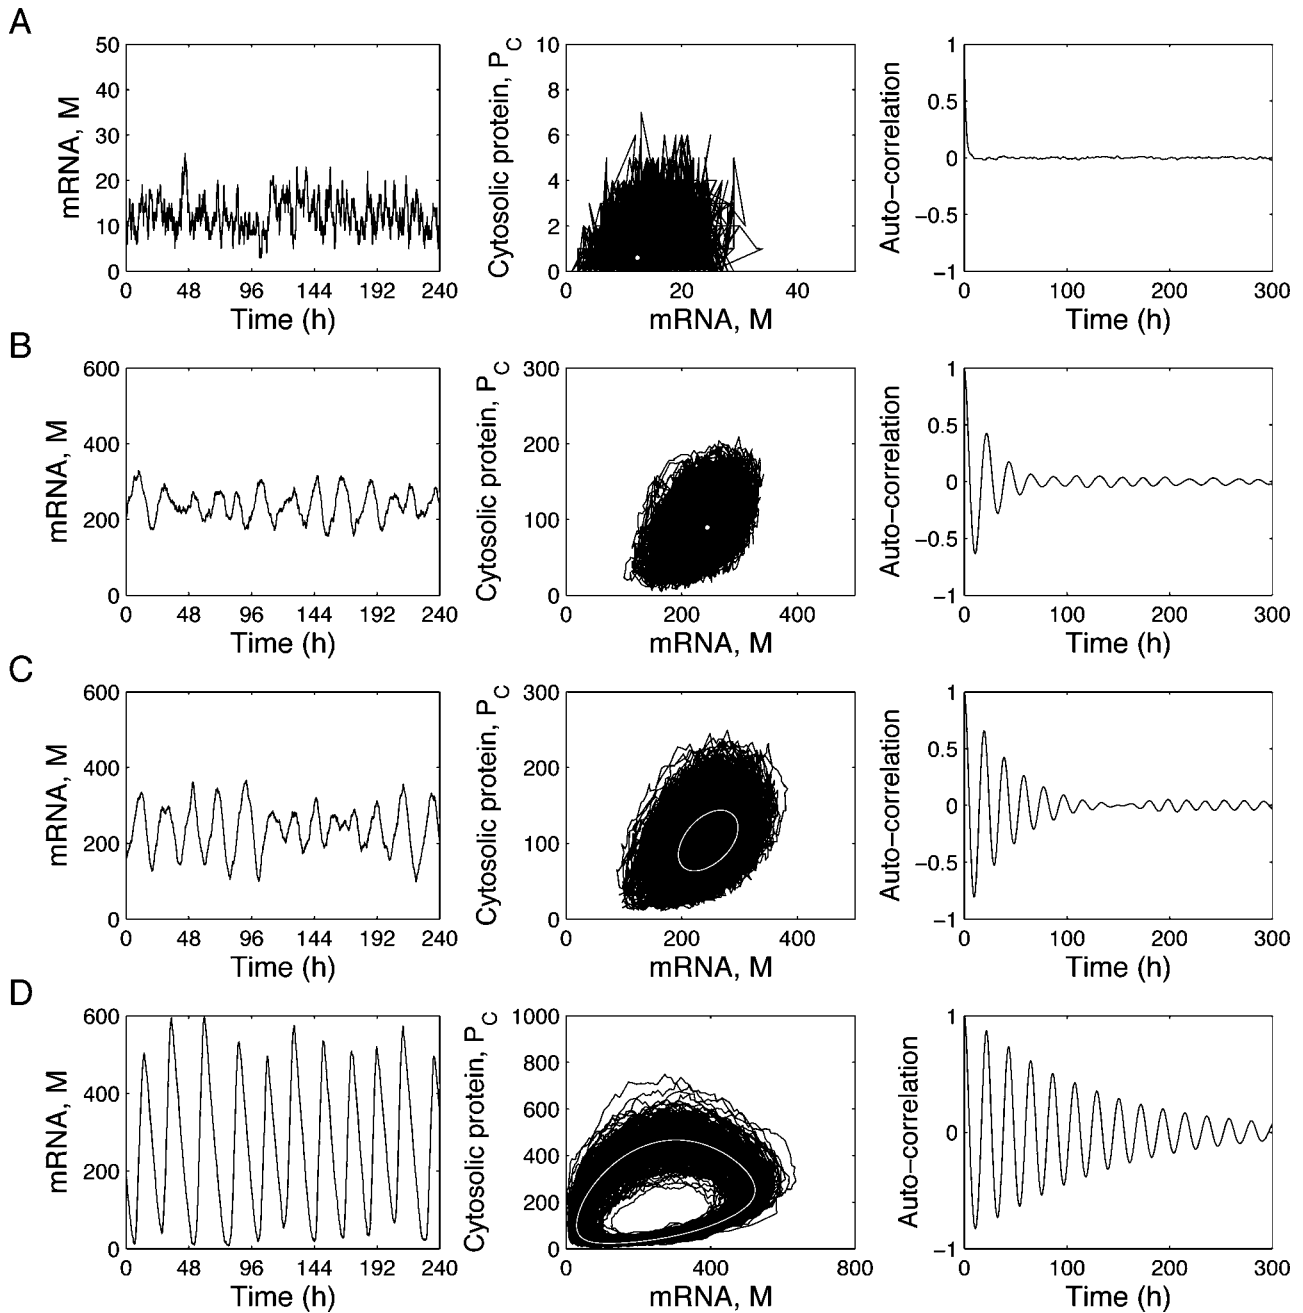 A
mRNA, M
50
40
30
20
10
0
0 48 96 144 192 240
Time (h)
Cytosolic protein, P_C
10
8
6
4
2
0
0 20 40
mRNA, M
Auto−correlation
1
0.5
0
−0.5
−1
0 100 200 300
Time (h)
B
mRNA, M
600
400
200
0
0 48 96 144 192 240
Time (h)
Cytosolic protein, P_C
300
200
100
0
0 200 400
mRNA, M
Auto−correlation
1
0.5
0
−0.5
−1
0 100 200 300
Time (h)
C
mRNA, M
600
400
200
0
0 48 96 144 192 240
Time (h)
Cytosolic protein, P_C
300
200
100
0
0 200 400
mRNA, M
Auto−correlation
1
0.5
0
−0.5
−1
0 100 200 300
Time (h)
D
mRNA, M
600
400
200
0
0 48 96 144 192 240
Time (h)
Cytosolic protein, P_C
1000
800
600
400
200
0
0 400 800
mRNA, M
Auto−correlation
1
0
−1
0 100 200 300
Time (h)